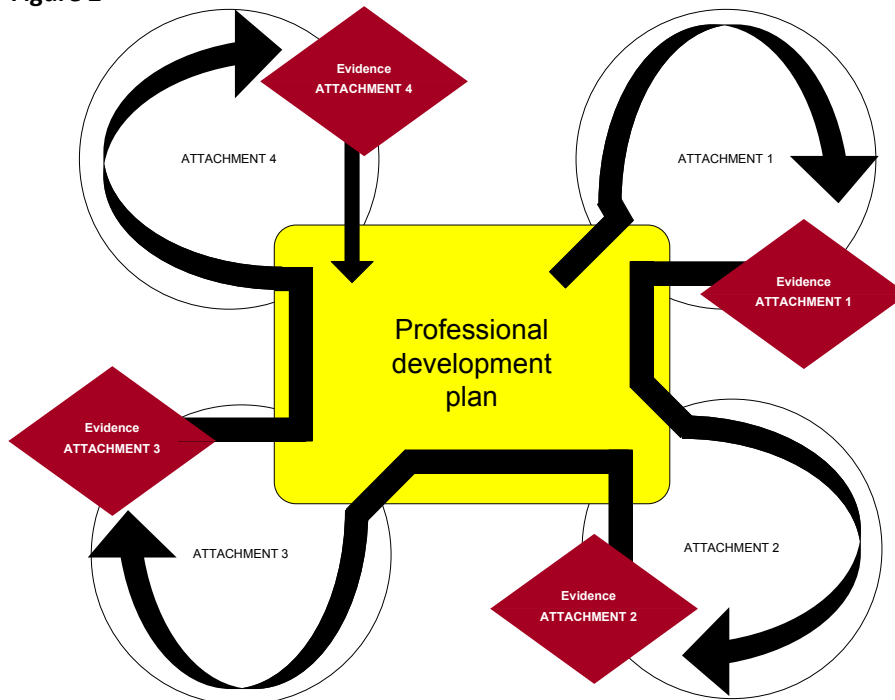 Evidence
ATTACHMENT 4
ATTACHMENT 4
ATTACHMENT 1
Evidence
ATTACHMENT 1
Professional
development
plan
Evidence
ATTACHMENT 3
ATTACHMENT 3
ATTACHMENT 2
Evidence
ATTACHMENT 2